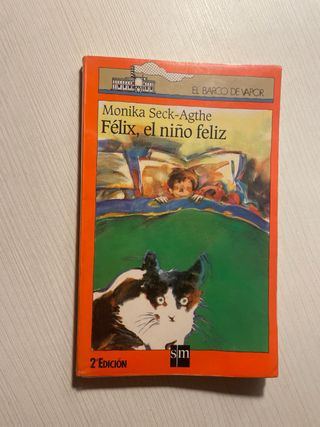 EL BARCO DE VAPOR
Monika Seck-Agthe
Félix, el niño feliz
2ª EDICIÓN
sm